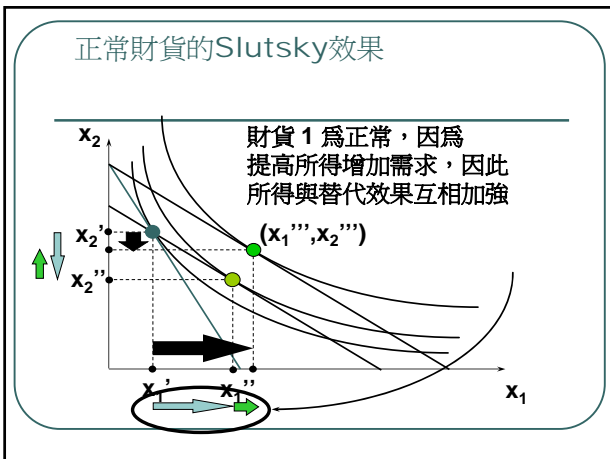 正常財貨的Slutsky效果
x2
財貨 1 爲正常，因爲
提高所得增加需求，因此
所得與替代效果互相加強
x2’
(x1’’’,x2’’’)
x2’’
x1’
x1’’
x1